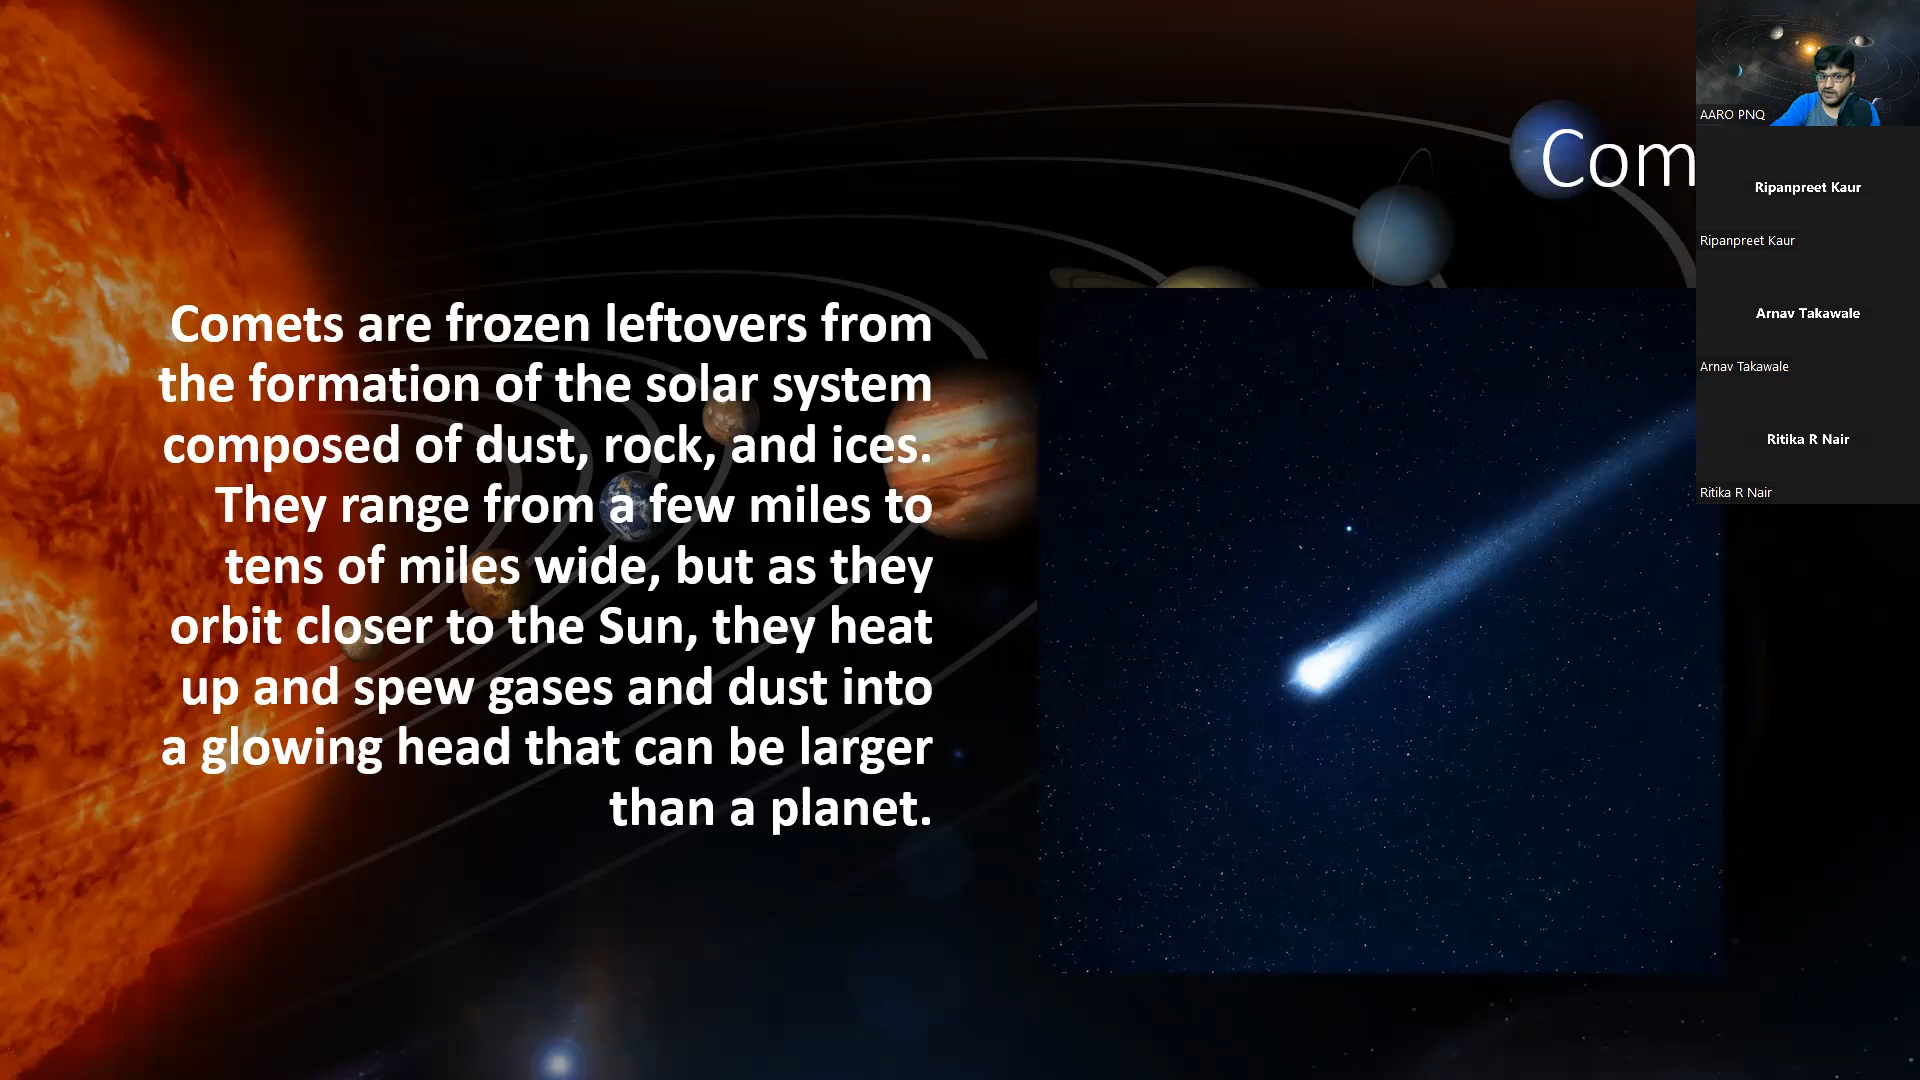 Com
Comets are frozen leftovers from
the formation of the solar system
composed of dust, rock, and ices.
They range from a few miles to
tens of miles wide, but as they
orbit closer to the Sun, they heat
up and spew gases and dust into
a glowing head that can be larger
than a planet.
AARO PNQ
Ripanpreet Kaur
Ripanpreet Kaur
Arnav Takawale
Arnav Takawale
Ritika R Nair
Ritika R Nair